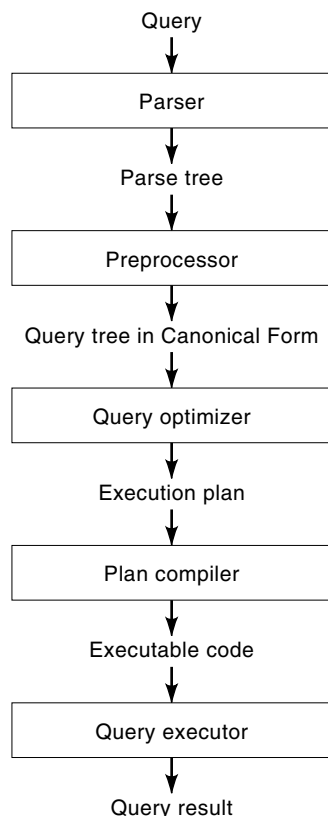 Query
Parser
Parse tree
Preprocessor
Query tree in Canonical Form
Query optimizer
Execution plan
Plan compiler
Executable code
Query executor
Query result